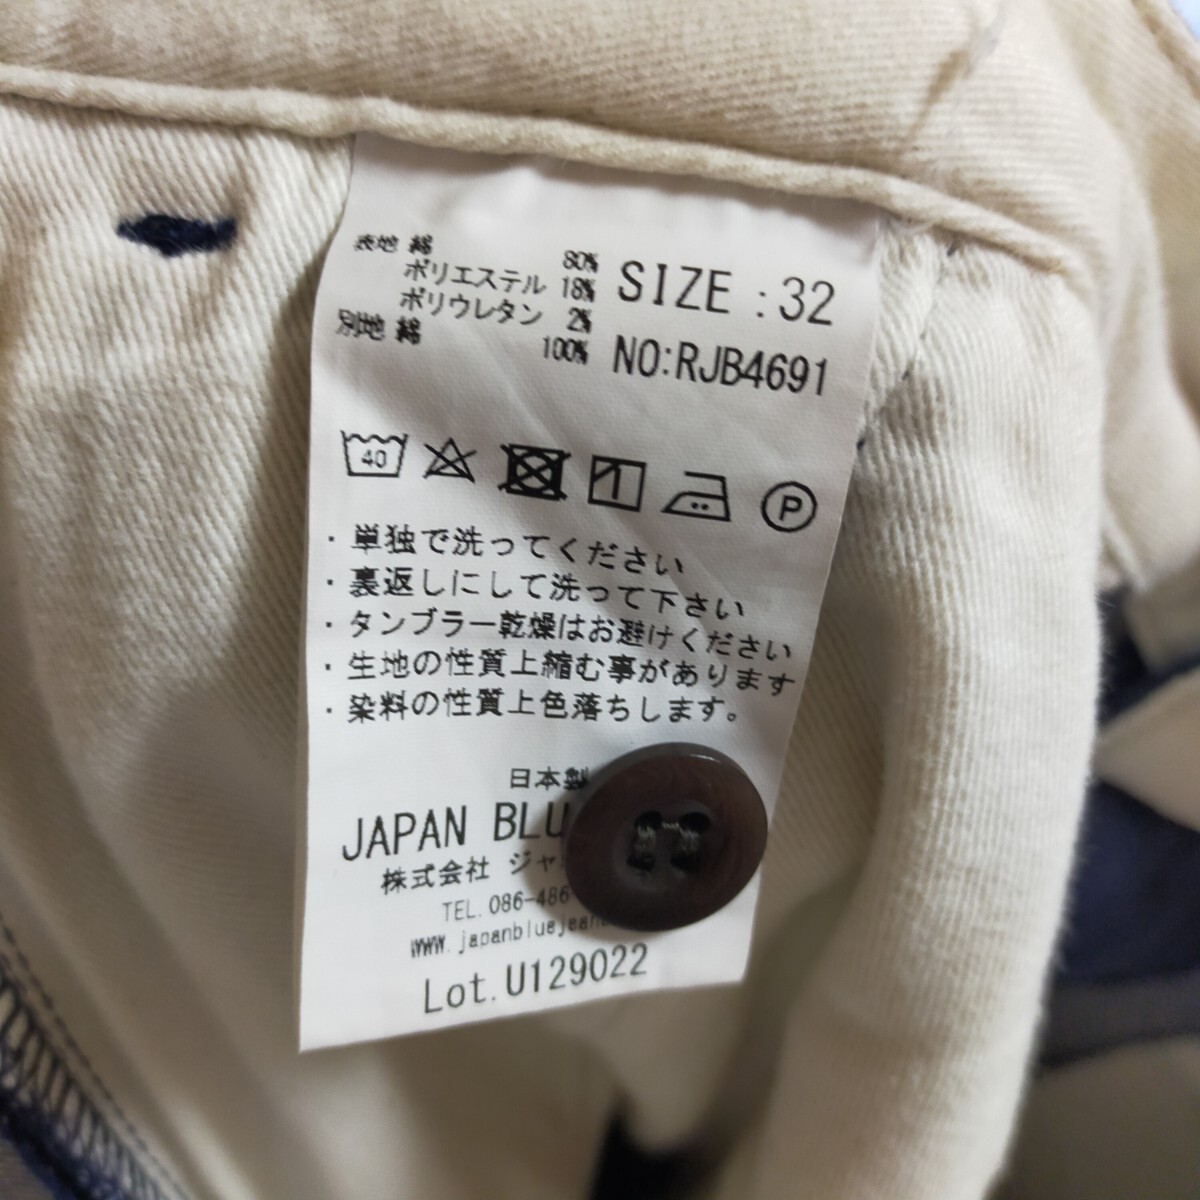 表地 綿 80%
ポリエステル 18%
ポリウレタン 2%
別地 綿 100%
SIZE : 32
NO:RJB4691
40
P
・単独で洗ってください
・裏返しにして洗って下さい
・タンブラー乾燥はお避けください
・生地の性質上縮む事があります
・染料の性質上色落ちします。
日本製
JAPAN BLU
株式会社 ジャ
TEL. 086-486
www.japanbluejean
Lot. U129022